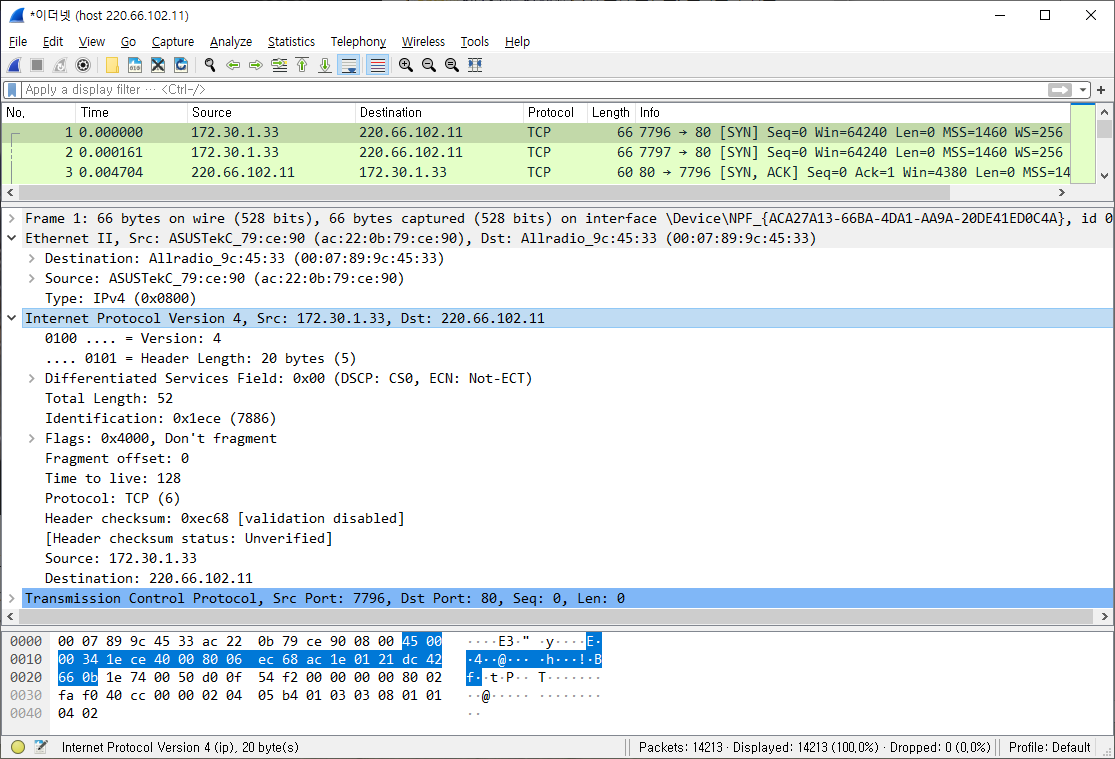 *이더넷 (host 220.66.102.11)
File Edit View Go Capture Analyze Statistics Telephony Wireless Tools Help
Apply a display filter ··· <Ctrl-/>
No. Time Source Destination Protocol Length Info
1 0.000000 172.30.1.33 220.66.102.11 TCP 66 7796 → 80 [SYN] Seq=0 Win=64240 Len=0 MSS=1460 WS=256
2 0.000161 172.30.1.33 220.66.102.11 TCP 66 7797 → 80 [SYN] Seq=0 Win=64240 Len=0 MSS=1460 WS=256
3 0.004704 220.66.102.11 172.30.1.33 TCP 60 80 → 7796 [SYN, ACK] Seq=0 Ack=1 Win=4380 Len=0 MSS=14
Frame 1: 66 bytes on wire (528 bits), 66 bytes captured (528 bits) on interface \Device\NPF_{ACA27A13-66BA-4DA1-AA9A-20DE41ED0C4A}, id 0
Ethernet II, Src: ASUSTekC_79:ce:90 (ac:22:0b:79:ce:90), Dst: Allradio_9c:45:33 (00:07:89:9c:45:33)
Destination: Allradio_9c:45:33 (00:07:89:9c:45:33)
Source: ASUSTekC_79:ce:90 (ac:22:0b:79:ce:90)
Type: IPv4 (0x0800)
Internet Protocol Version 4, Src: 172.30.1.33, Dst: 220.66.102.11
0100 .... = Version: 4
.... 0101 = Header Length: 20 bytes (5)
Differentiated Services Field: 0x00 (DSCP: CS0, ECN: Not-ECT)
Total Length: 52
Identification: 0x1ece (7886)
Flags: 0x4000, Don't fragment
Fragment offset: 0
Time to live: 128
Protocol: TCP (6)
Header checksum: 0xec68 [validation disabled]
[Header checksum status: Unverified]
Source: 172.30.1.33
Destination: 220.66.102.11
Transmission Control Protocol, Src Port: 7796, Dst Port: 80, Seq: 0, Len: 0
0000 00 07 89 9c 45 33 ac 22 0b 79 ce 90 08 00 45 00 ····E3·" ·y····E·
0010 00 34 1e ce 40 00 80 06 ec 68 ac 1e 01 21 dc 42 ·4··@··· ·h···!·B
0020 66 0b 1e 74 00 50 d0 0f 54 f2 00 00 00 00 80 02 f··t·P·· T·······
0030 fa f0 40 cc 00 00 02 04 05 b4 01 03 03 08 01 01 ··@····· ········
0040 04 02 ··
Internet Protocol Version 4 (ip), 20 byte(s) Packets: 14213 · Displayed: 14213 (100,0%) · Dropped: 0 (0,0%) Profile: Default